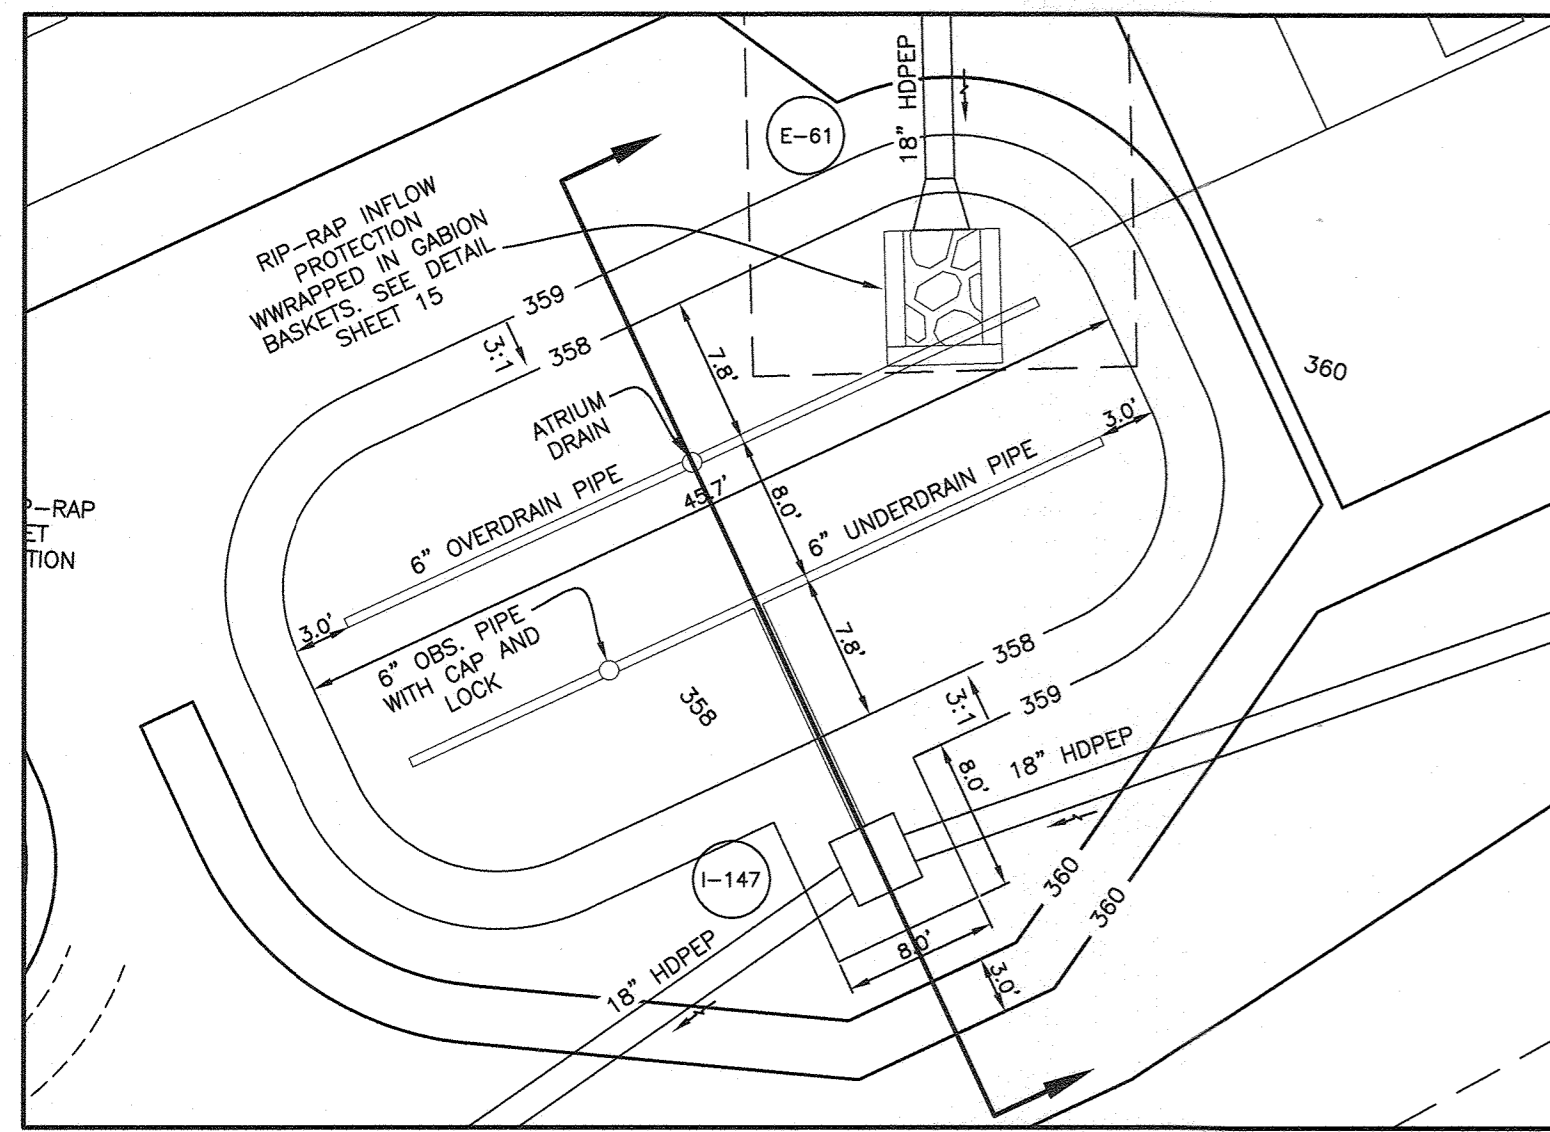 18" HDPEP
E-61
RIP-RAP INFLOW
PROTECTION
WWRAPPED IN GABION
BASKETS. SEE DETAIL
SHEET 15
359
358
3:1
7.8'
360
ATRIUM
DRAIN
3.0'
45.7'
8.0'
6" OVERDRAIN PIPE
6" UNDERDRAIN PIPE
P-RAP
ET
TION
3.0'
6" OBS. PIPE
WITH CAP AND
LOCK
7.8'
358
358
3:1
359
18" HDPEP
8.0'
I-147
360
360
18" HDPEP
8.0'
3.0'